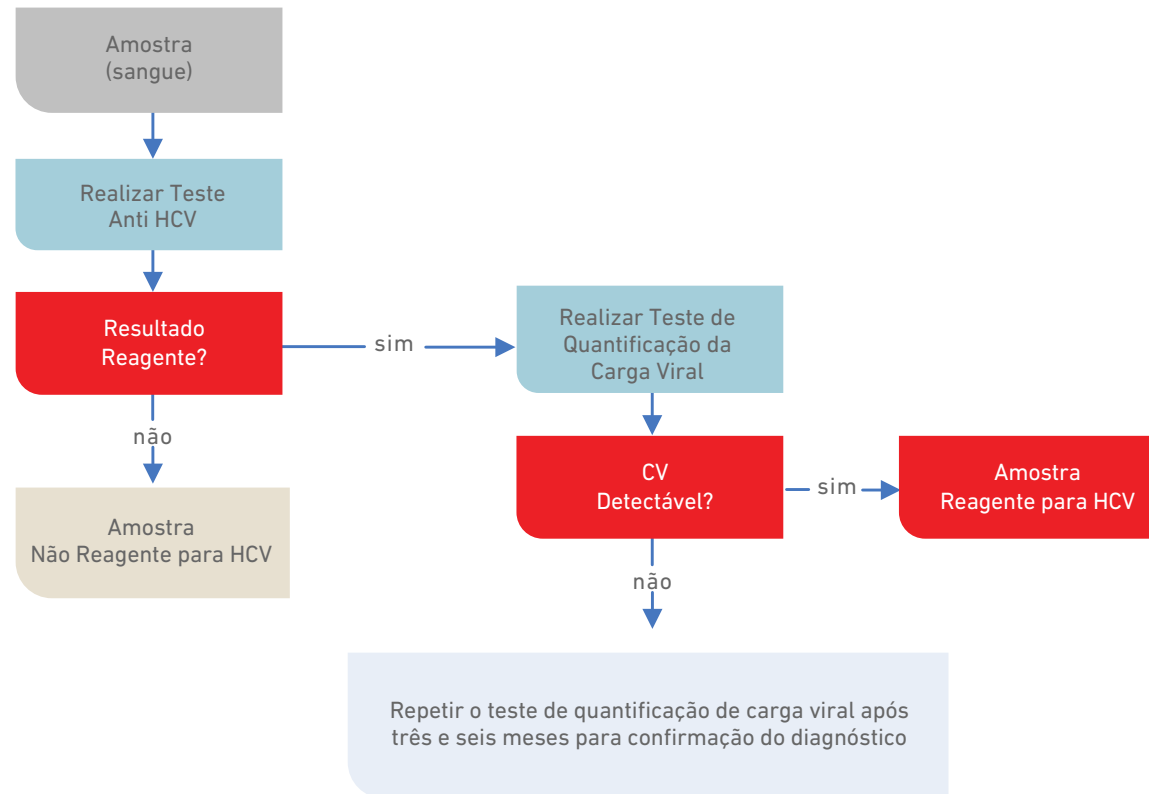 Amostra
(sangue)
Realizar Teste
Anti HCV
Resultado
Reagente?
sim
Realizar Teste de
Quantificação da
Carga Viral
não
Amostra
Não Reagente para HCV
CV
Detectável?
sim
Amostra
Reagente para HCV
não
Repetir o teste de quantificação de carga viral após
três e seis meses para confirmação do diagnóstico